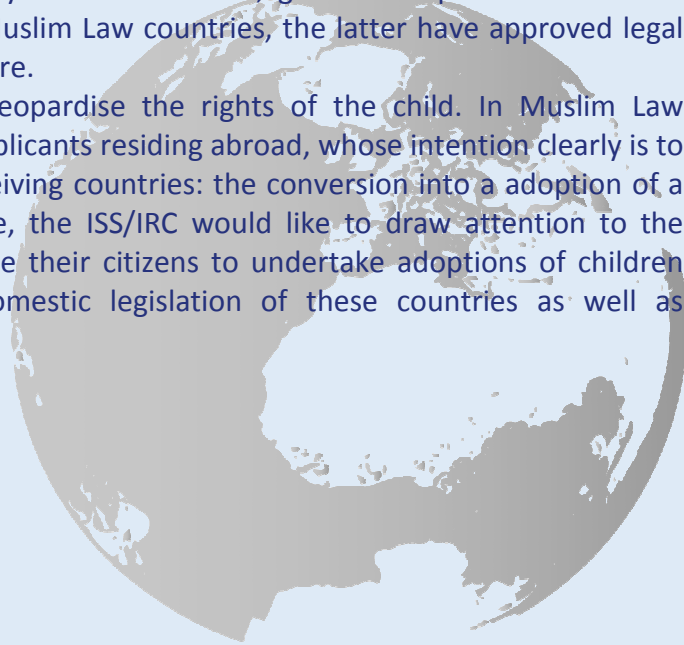 Muslim Law countries, the latter have approved legal
re.
eopardise the rights of the child. In Muslim Law
plicants residing abroad, whose intention clearly is to
eiving countries: the conversion into a adoption of a
e, the ISS/IRC would like to draw attention to the
e their citizens to undertake adoptions of children
omestic legislation of these countries as well as